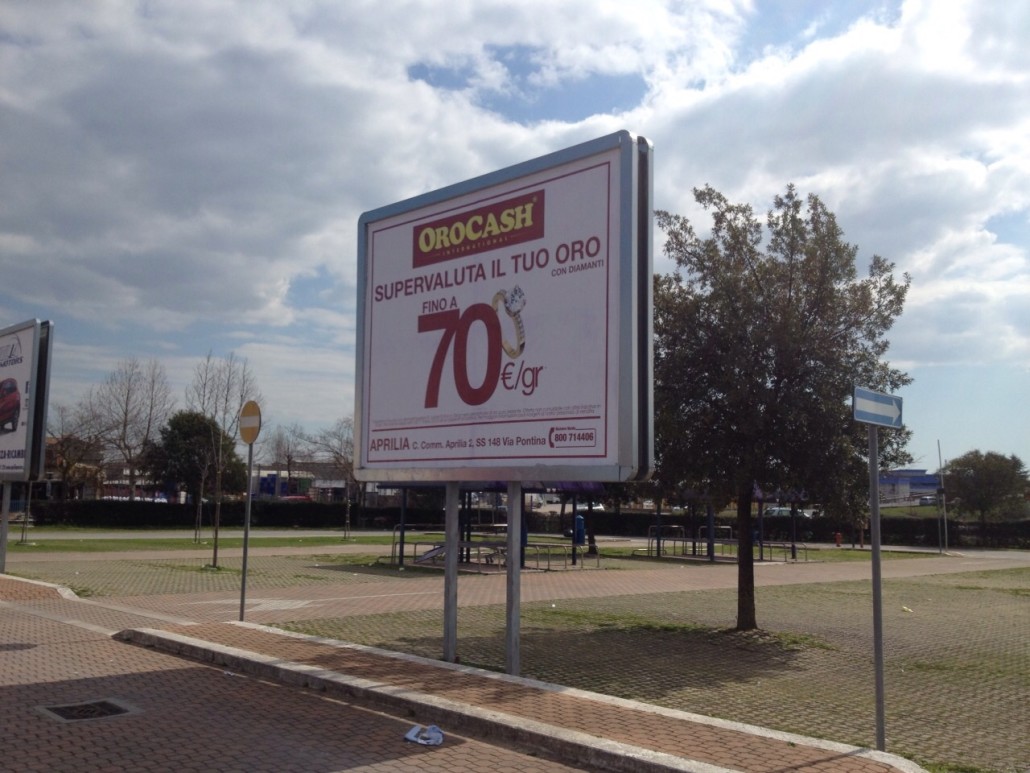 OROCASH
INTERNATIONAL
SUPERVALUTA IL TUO ORO
CON DIAMANTI
FINO A
70
€/gr
APRILIA C. Comm. Aprilia 2, SS 148 Via Pontina
800 714406
MOTORS